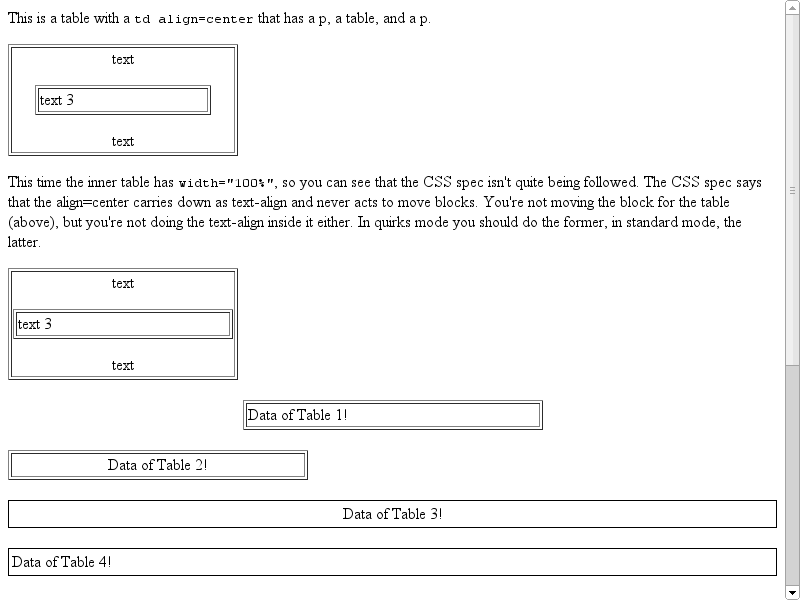 This is a table with a td align=center that has a p, a table, and a p.
text
text 3
text
This time the inner table has width="100%", so you can see that the CSS spec isn't quite being followed. The CSS spec says
that the align=center carries down as text-align and never acts to move blocks. You're not moving the block for the table
(above), but you're not doing the text-align inside it either. In quirks mode you should do the former, in standard mode, the
latter.
text
text 3
text
Data of Table 1!
Data of Table 2!
Data of Table 3!
Data of Table 4!